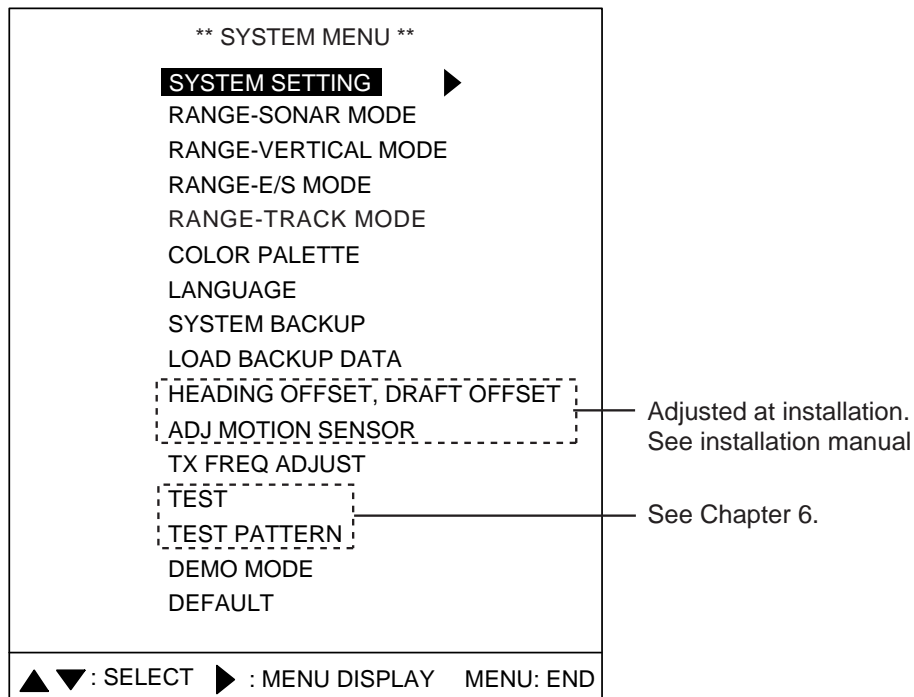 ** SYSTEM MENU **
SYSTEM SETTING ▶
RANGE-SONAR MODE
RANGE-VERTICAL MODE
RANGE-E/S MODE
RANGE-TRACK MODE
COLOR PALETTE
LANGUAGE
SYSTEM BACKUP
LOAD BACKUP DATA
HEADING OFFSET, DRAFT OFFSET
ADJ MOTION SENSOR
Adjusted at installation.
See installation manual
TX FREQ ADJUST
TEST
TEST PATTERN
See Chapter 6.
DEMO MODE
DEFAULT
▲ ▼: SELECT ▶ : MENU DISPLAY MENU: END